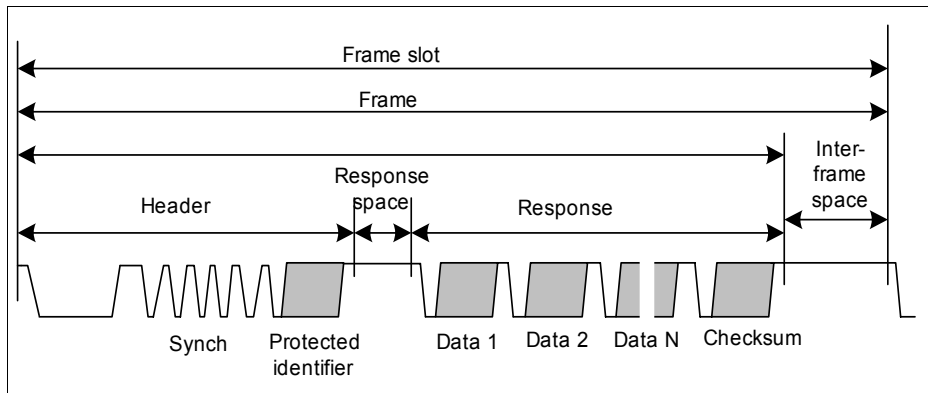 Frame slot
Frame
Inter-
frame
space
Response
space
Header
Response
Synch
Protected
identifier
Data 1
Data 2
Data N
Checksum